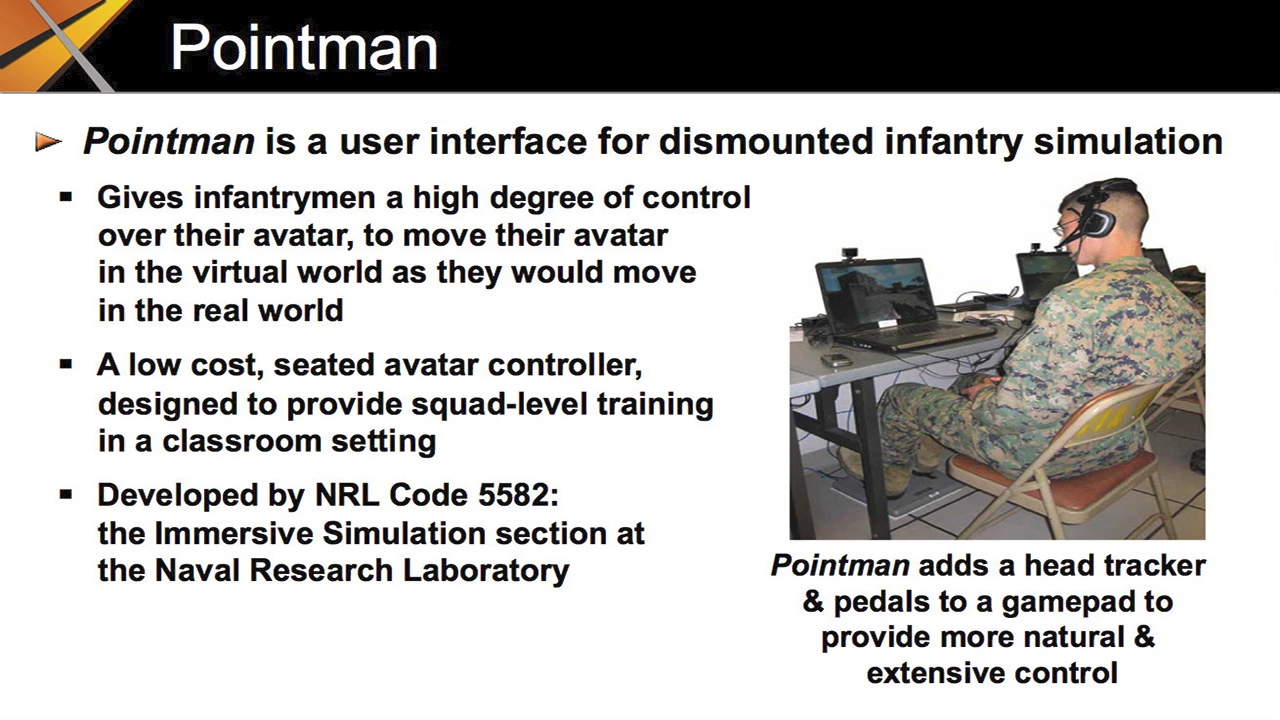 Pointman
Pointman is a user interface for dismounted infantry simulation
Gives infantrymen a high degree of control
over their avatar, to move their avatar
in the virtual world as they would move
in the real world
A low cost, seated avatar controller,
designed to provide squad-level training
in a classroom setting
Developed by NRL Code 5582:
the Immersive Simulation section at
the Naval Research Laboratory
Pointman adds a head tracker
& pedals to a gamepad to
provide more natural &
extensive control